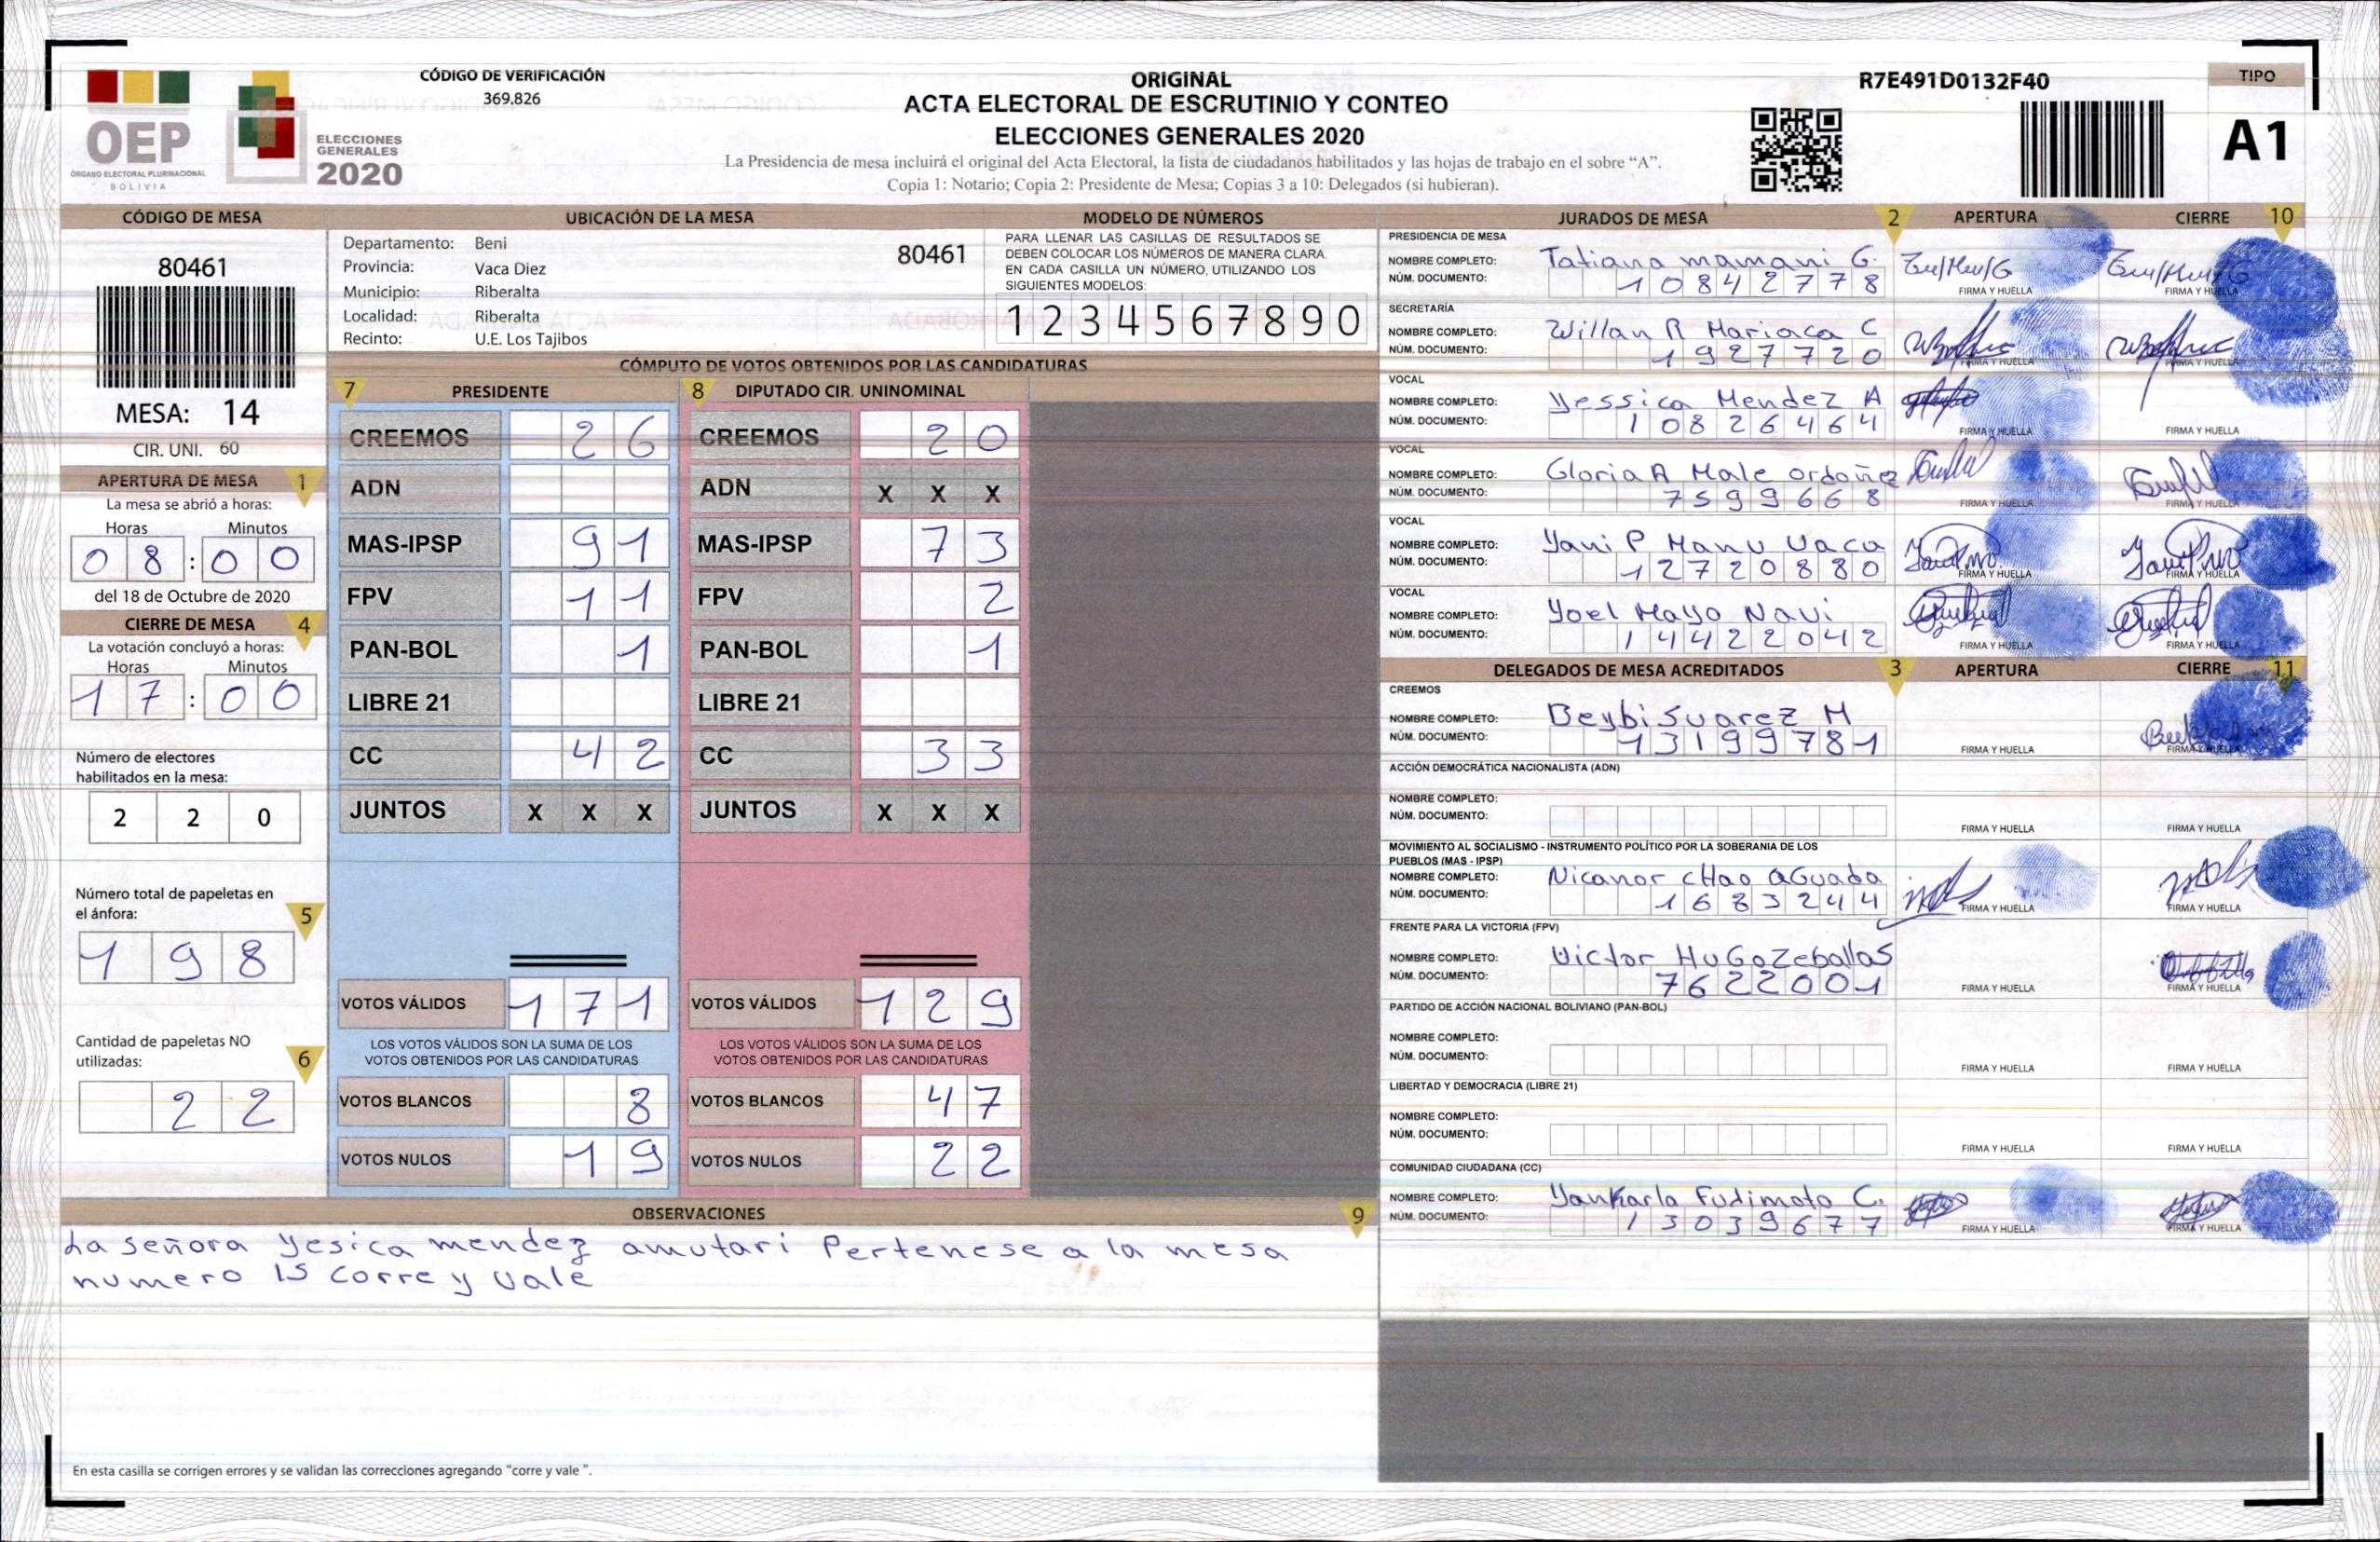 CÓDIGO DE VERIFICACIÓN
369.826
ORIGINAL
ACTA ELECTORAL DE ESCRUTINIO Y CONTEO
ELECCIONES GENERALES 2020
La Presidencia de mesa incluirá el original del Acta Electoral, la lista de ciudadanos habilitados y las hojas de trabajo en el sobre “A”.
Copia 1: Notario; Copia 2: Presidente de Mesa; Copias 3 a 10: Delegados (si hubieran).
R7E491D0132F40
TIPO
A1
OEP
ÓRGANO ELECTORAL PLURINACIONAL
BOLIVIA
ELECCIONES
GENERALES
2020
CÓDIGO DE MESA
80461
MESA: 14
CIR. UNI. 60
APERTURA DE MESA 1
La mesa se abrió a horas:
Horas Minutos
08:00
del 18 de Octubre de 2020
CIERRE DE MESA 4
La votación concluyó a horas:
Horas Minutos
17:00
Número de electores
habilitados en la mesa:
220
Número total de papeletas en
el ánfora: 5
198
Cantidad de papeletas NO
utilizadas: 6
22
UBICACIÓN DE LA MESA
Departamento: Beni
80461
Provincia: Vaca Diez
Municipio: Riberalta
Localidad: Riberalta
Recinto: U.E. Los Tajibos
MODELO DE NÚMEROS
PARA LLENAR LAS CASILLAS DE RESULTADOS SE
DEBEN COLOCAR LOS NÚMEROS DE MANERA CLARA.
EN CADA CASILLA UN NÚMERO, UTILIZANDO LOS
SIGUIENTES MODELOS:
1 2 3 4 5 6 7 8 9 0
CÓMPUTO DE VOTOS OBTENIDOS POR LAS CANDIDATURAS
7 PRESIDENTE
CREEMOS 26
ADN
MAS-IPSP 91
FPV 11
PAN-BOL 1
LIBRE 21
CC 42
JUNTOS X X X
VOTOS VÁLIDOS 171
LOS VOTOS VÁLIDOS SON LA SUMA DE LOS
VOTOS OBTENIDOS POR LAS CANDIDATURAS
VOTOS BLANCOS 8
VOTOS NULOS 19
8 DIPUTADO CIR. UNINOMINAL
CREEMOS 20
ADN X X X
MAS-IPSP 73
FPV 2
PAN-BOL 1
LIBRE 21
CC 33
JUNTOS X X X
VOTOS VÁLIDOS 129
LOS VOTOS VÁLIDOS SON LA SUMA DE LOS
VOTOS OBTENIDOS POR LAS CANDIDATURAS
VOTOS BLANCOS 47
VOTOS NULOS 22
OBSERVACIONES 9
La señora yesica mendez amutari Pertenese a la mesa
numero 15 corre y vale
En esta casilla se corrigen errores y se validan las correcciones agregando "corre y vale ".
JURADOS DE MESA 2 APERTURA CIERRE 10
PRESIDENCIA DE MESA
NOMBRE COMPLETO: Tatiana mamani G.
NÚM. DOCUMENTO: 10842778
FIRMA Y HUELLA FIRMA Y HUELLA
SECRETARÍA
NOMBRE COMPLETO: Willan R Mariaca C
NÚM. DOCUMENTO: 1927720
FIRMA Y HUELLA FIRMA Y HUELLA
VOCAL
NOMBRE COMPLETO: Yessica Mendez A
NÚM. DOCUMENTO: 10826464
FIRMA Y HUELLA FIRMA Y HUELLA
VOCAL
NOMBRE COMPLETO: Gloria A Male ordoñez
NÚM. DOCUMENTO: 7599668
FIRMA Y HUELLA FIRMA Y HUELLA
VOCAL
NOMBRE COMPLETO: Yani P Manu Vaca
NÚM. DOCUMENTO: 12720880
FIRMA Y HUELLA FIRMA Y HUELLA
VOCAL
NOMBRE COMPLETO: Yoel Mayo Navi
NÚM. DOCUMENTO: 14422042
FIRMA Y HUELLA FIRMA Y HUELLA
DELEGADOS DE MESA ACREDITADOS 3 APERTURA CIERRE 11
CREEMOS
NOMBRE COMPLETO: Beybi Suarez M
NÚM. DOCUMENTO: 13199781
FIRMA Y HUELLA FIRMA Y HUELLA
ACCIÓN DEMOCRÁTICA NACIONALISTA (ADN)
NOMBRE COMPLETO:
NÚM. DOCUMENTO:
FIRMA Y HUELLA FIRMA Y HUELLA
MOVIMIENTO AL SOCIALISMO - INSTRUMENTO POLÍTICO POR LA SOBERANIA DE LOS
PUEBLOS (MAS - IPSP)
NOMBRE COMPLETO: Nicanor cHao aGuada
NÚM. DOCUMENTO: 1683244
FIRMA Y HUELLA FIRMA Y HUELLA
FRENTE PARA LA VICTORIA (FPV)
NOMBRE COMPLETO: Victor HuGo Zeballos
NÚM. DOCUMENTO: 7622001
FIRMA Y HUELLA FIRMA Y HUELLA
PARTIDO DE ACCIÓN NACIONAL BOLIVIANO (PAN-BOL)
NOMBRE COMPLETO:
NÚM. DOCUMENTO:
FIRMA Y HUELLA FIRMA Y HUELLA
LIBERTAD Y DEMOCRACIA (LIBRE 21)
NOMBRE COMPLETO:
NÚM. DOCUMENTO:
FIRMA Y HUELLA FIRMA Y HUELLA
COMUNIDAD CIUDADANA (CC)
NOMBRE COMPLETO: Yankarla Fudimoto C.
NÚM. DOCUMENTO: 13039677
FIRMA Y HUELLA FIRMA Y HUELLA